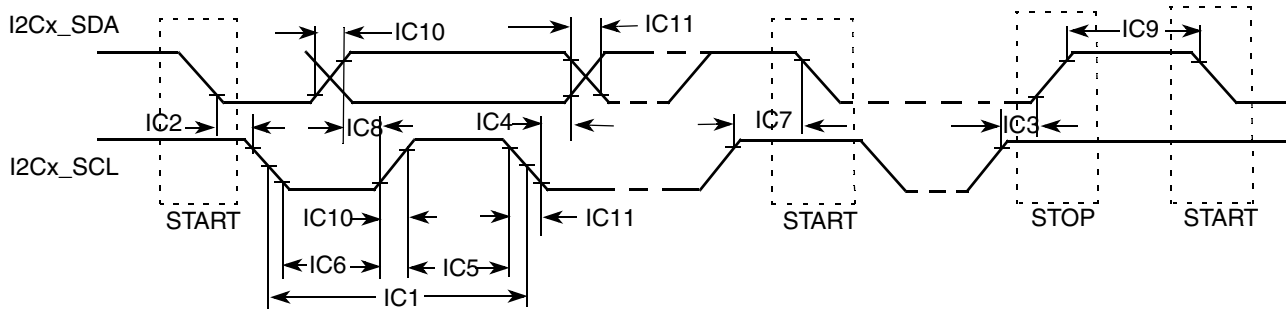 I2Cx_SDA
IC10
IC11
IC9
IC2
IC8
IC4
IC7
IC3
I2Cx_SCL
START
IC10
IC11
START
STOP
START
IC6
IC5
IC1